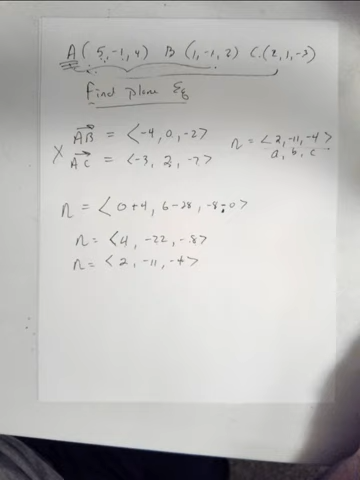 A(5,-1,4) B(1,-1,2) C.(2,1,-3)
Find plane Eq
AB = <-4, 0, -2>
X AC = <-3, 2, -7>
n = <2, -11, -4>
a, b, c
n = <0+4, 6-28, -8-0>
n = <4, -22, -8>
n = <2, -11, -4>